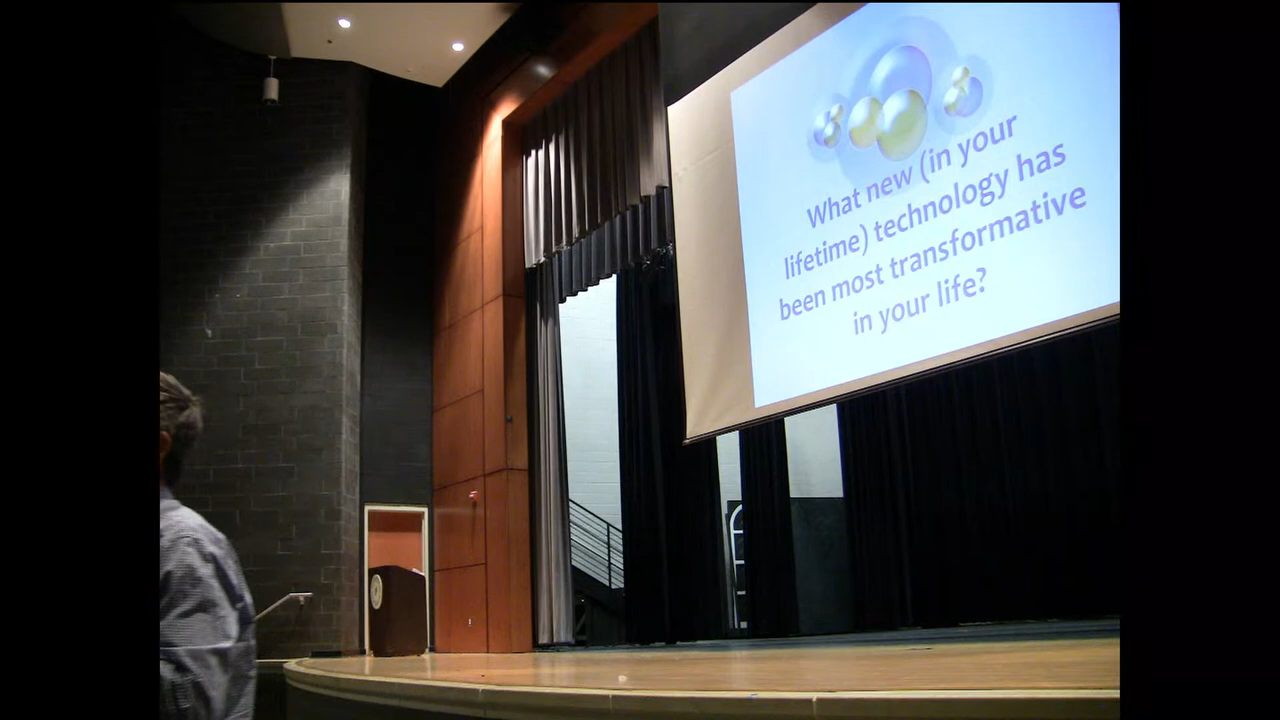 What new (in your
lifetime) technology has
been most transformative
in your life?